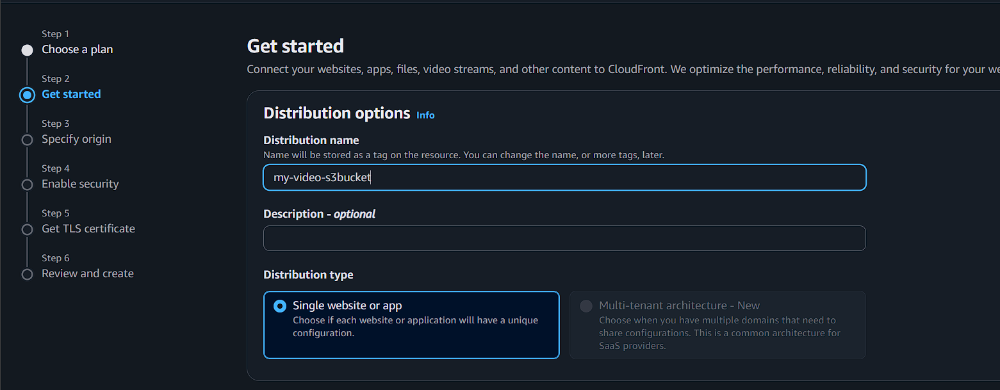 Step 1
Choose a plan
Step 2
Get started
Step 3
Specify origin
Step 4
Enable security
Step 5
Get TLS certificate
Step 6
Review and create
Get started
Connect your websites, apps, files, video streams, and other content to CloudFront. We optimize the performance, reliability, and security for your
Distribution options Info
Distribution name
Name will be stored as a tag on the resource. You can change the name, or more tags, later.
my-video-s3bucket
Description - optional
Distribution type
Single website or app
Choose if each website or application will have a unique
configuration.
Multi-tenant architecture - New
Choose when you have multiple domains that need to
share configurations. This is a common architecture for
SaaS providers.